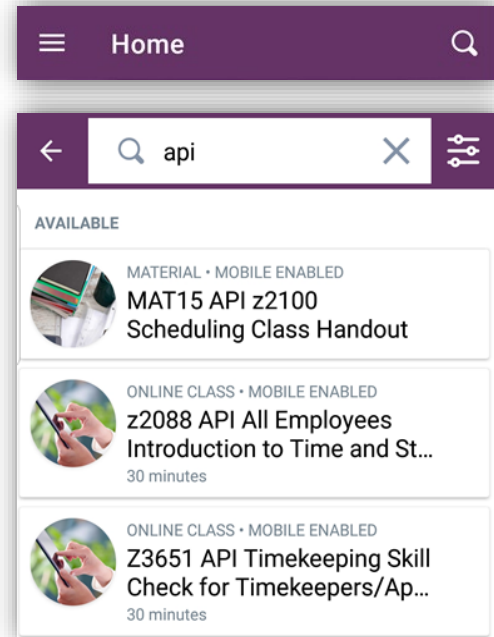 Home
api
AVAILABLE
MATERIAL • MOBILE ENABLED
MAT15 API z2100
Scheduling Class Handout
ONLINE CLASS • MOBILE ENABLED
z2088 API All Employees
Introduction to Time and St...
30 minutes
ONLINE CLASS • MOBILE ENABLED
Z3651 API Timekeeping Skill
Check for Timekeepers/Ap...
30 minutes